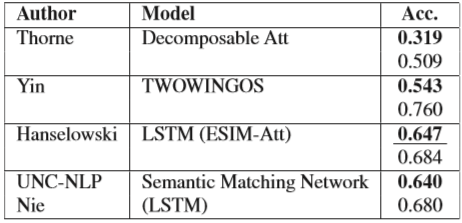 Author Model Acc.
Thorne Decomposable Att 0.319
0.509
Yin TWOWINGOS 0.543
0.760
Hanselowski LSTM (ESIM-Att) 0.647
0.684
UNC-NLP Semantic Matching Network 0.640
Nie (LSTM) 0.680